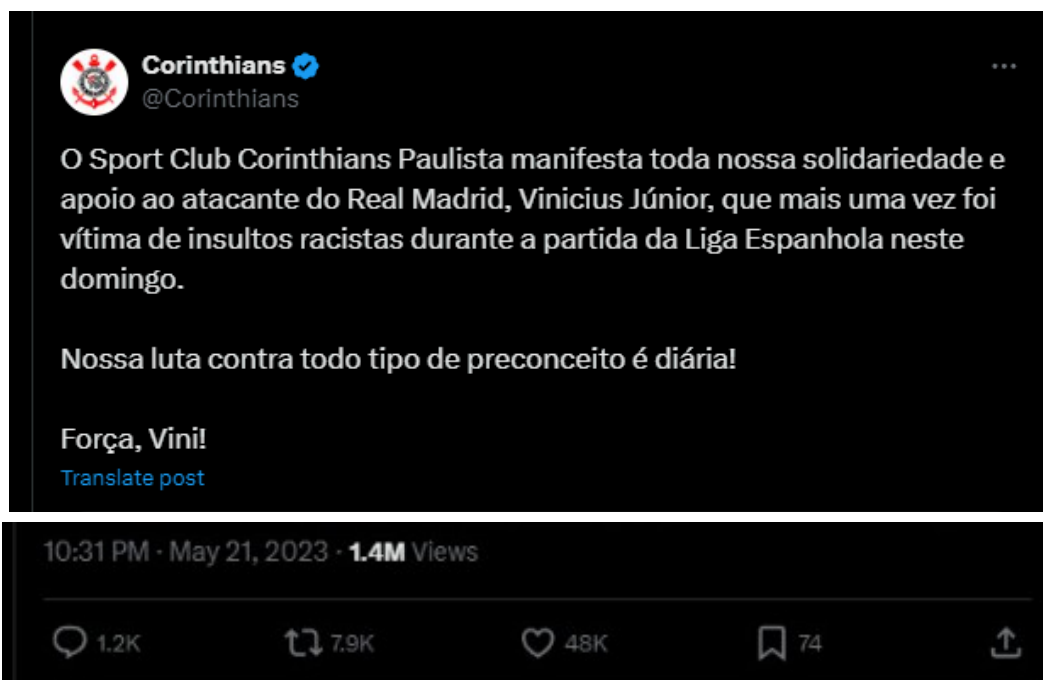 Corinthians
@Corinthians
O Sport Club Corinthians Paulista manifesta toda nossa solidariedade e
apoio ao atacante do Real Madrid, Vinicius Júnior, que mais uma vez foi
vítima de insultos racistas durante a partida da Liga Espanhola neste
domingo.
Nossa luta contra todo tipo de preconceito é diária!
Força, Vini!
Translate post
10:31 PM · May 21, 2023 · 1.4M Views
1.2K 7.9K 48K 74